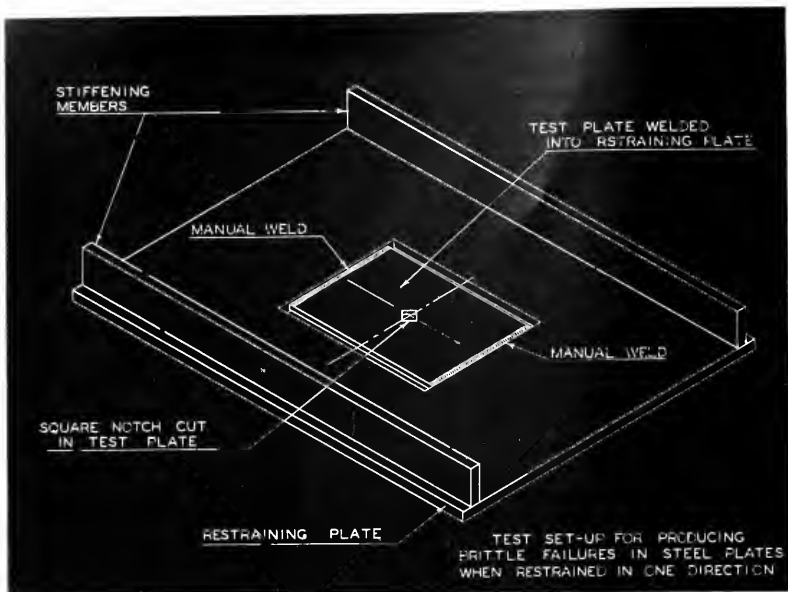 STIFFENING
MEMBERS
TEST PLATE WELDED
INTO RSTRAINING PLATE
MANUAL WELD
MANUAL WELD
SQUARE NOTCH CUT
IN TEST PLATE
RESTRAINING PLATE
TEST SET-UP FOR PRODUCING
BRITTLE FAILURES IN STEEL PLATES
WHEN RESTRAINED IN ONE DIRECTION